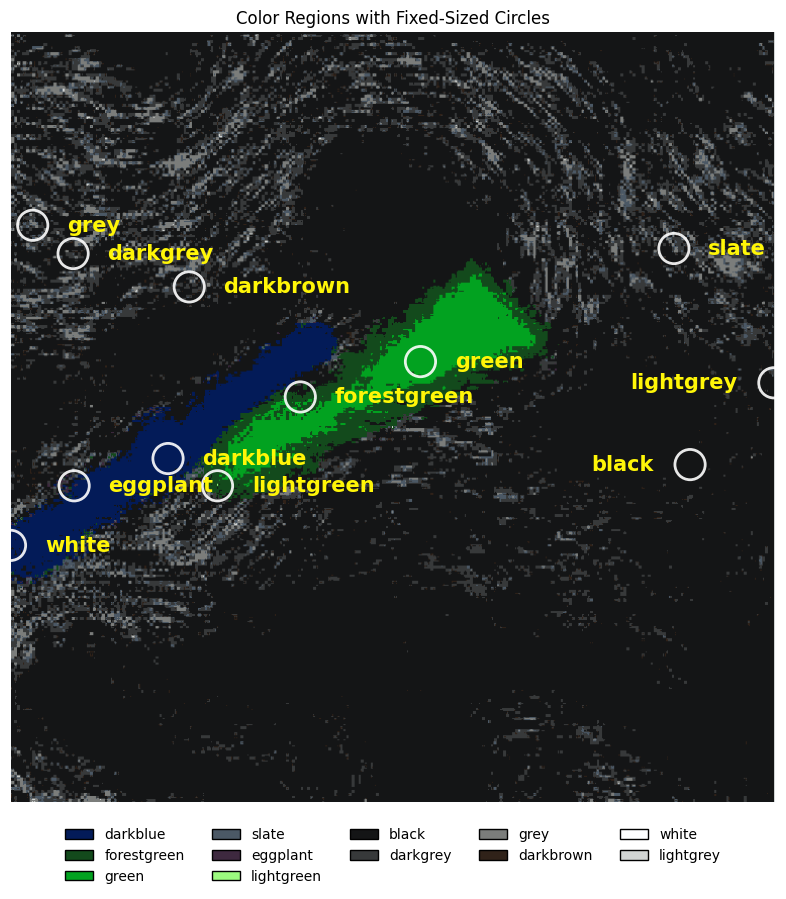 Color Regions with Fixed-Sized Circles
grey
darkgrey
slate
darkbrown
green
lightgrey
forestgreen
darkblue
black
eggplant
lightgreen
white
darkblue slate black grey white
forestgreen eggplant darkgrey darkbrown lightgrey
green lightgreen